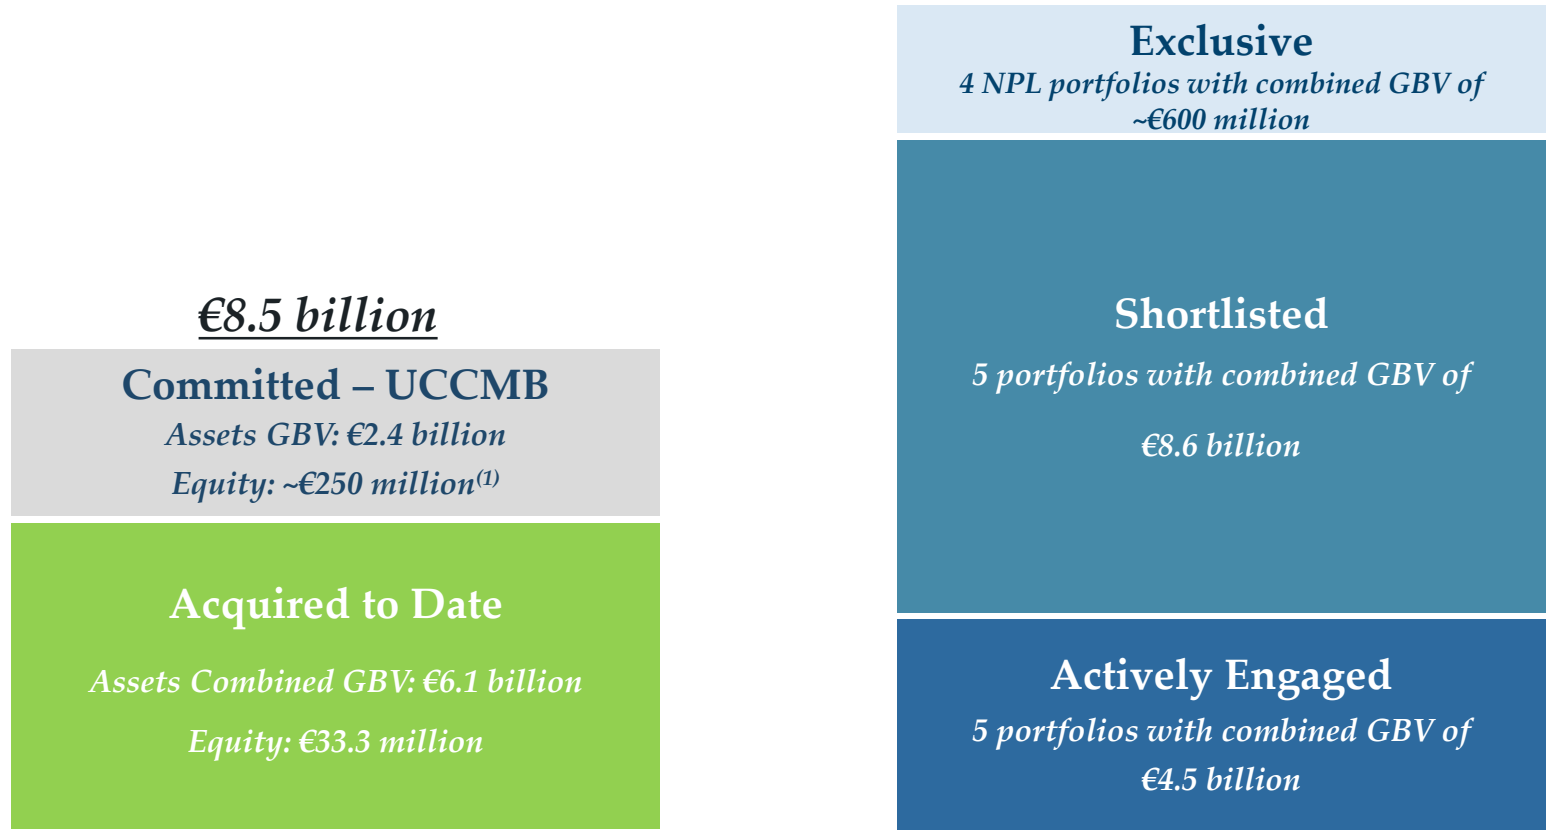 €8.5 billion
Committed – UCCMB
Assets GBV: €2.4 billion
Equity: ~€250 million(1)
Acquired to Date
Assets Combined GBV: €6.1 billion
Equity: €33.3 million
Exclusive
4 NPL portfolios with combined GBV of
~€600 million
Shortlisted
5 portfolios with combined GBV of
€8.6 billion
Actively Engaged
5 portfolios with combined GBV of
€4.5 billion